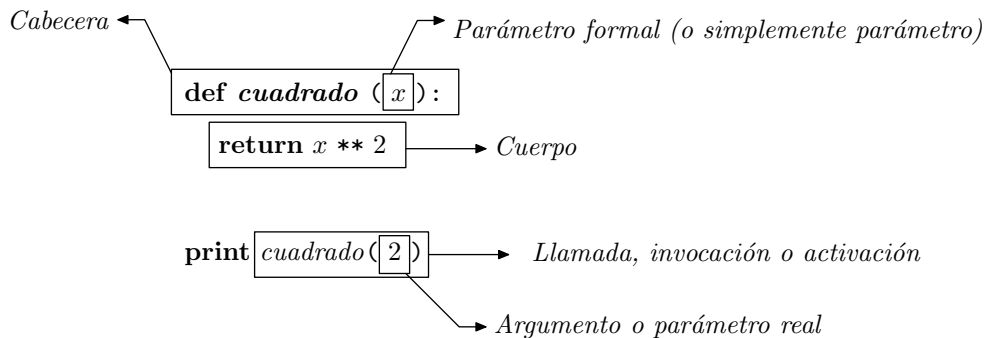 Cabecera
Parámetro formal (o simplemente parámetro)
def cuadrado (x):
return x ** 2
Cuerpo
print cuadrado(2)
Llamada, invocación o activación
Argumento o parámetro real